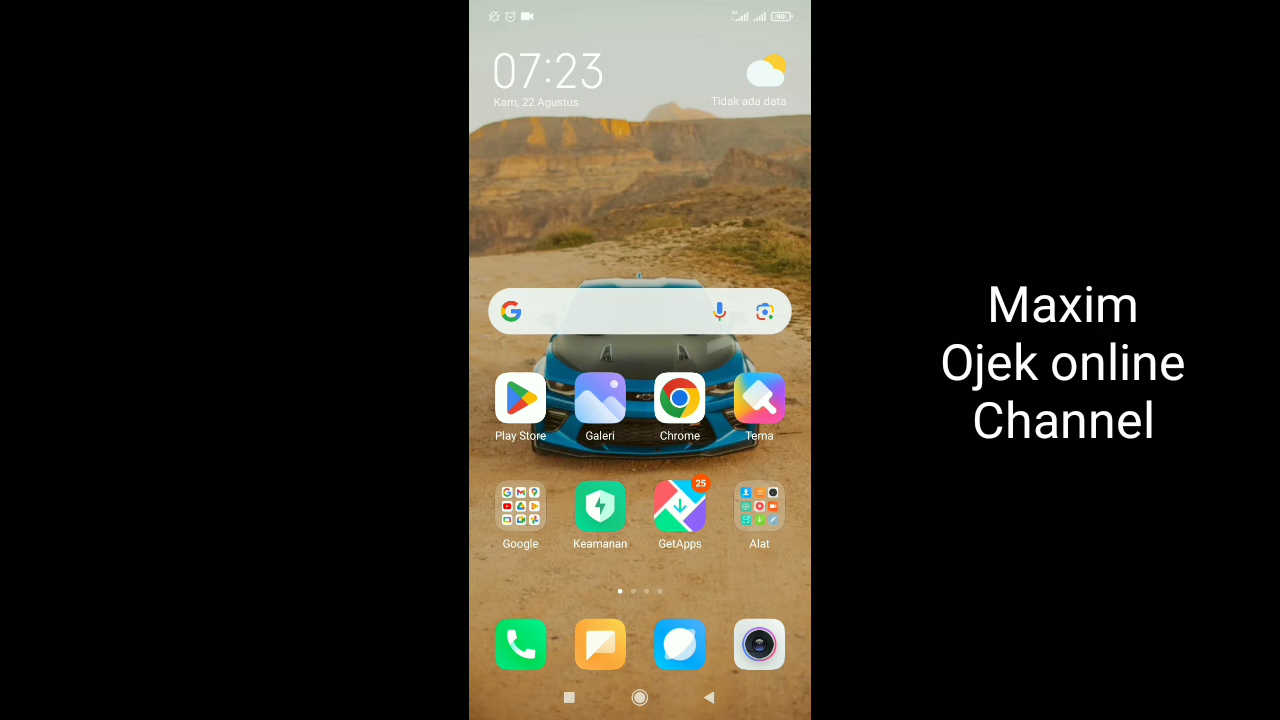 07:23
Kam, 22 Agustus
Tidak ada data
Play Store
Galeri
Chrome
Tema
25
Google
Keamanan
GetApps
Alat
Maxim
Ojek online
Channel